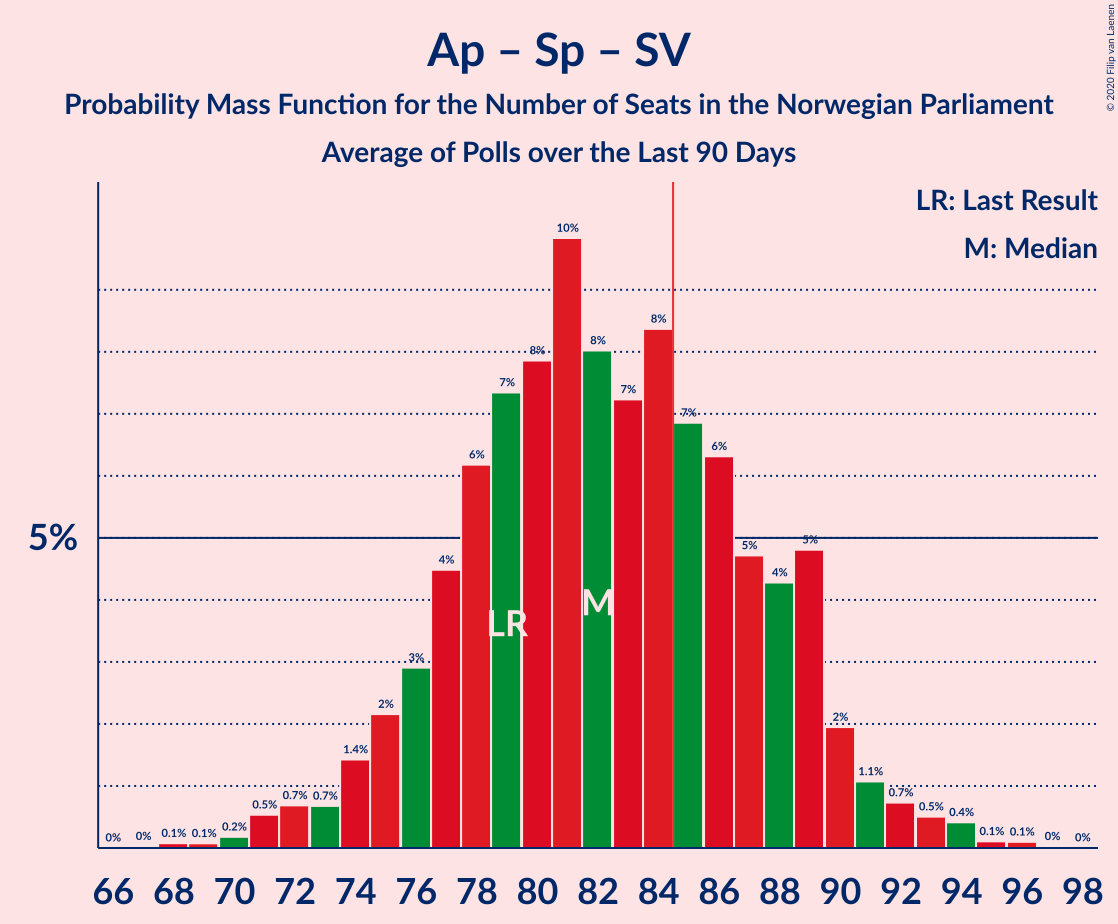 Ap – Sp – SV
Probability Mass Function for the Number of Seats in the Norwegian Parliament
Average of Polls over the Last 90 Days
© 2020 Filip van Laenen
LR: Last Result
M: Median
5%
0% 0% 0.1% 0.1% 0.2% 0.5% 0.7% 0.7% 1.4% 2% 3% 4% 6% 7% 8% 10% 8% 7% 8% 7% 6% 5% 4% 5% 2% 1.1% 0.7% 0.5% 0.4% 0.1% 0.1% 0% 0%
LR M
66 68 70 72 74 76 78 80 82 84 86 88 90 92 94 96 98